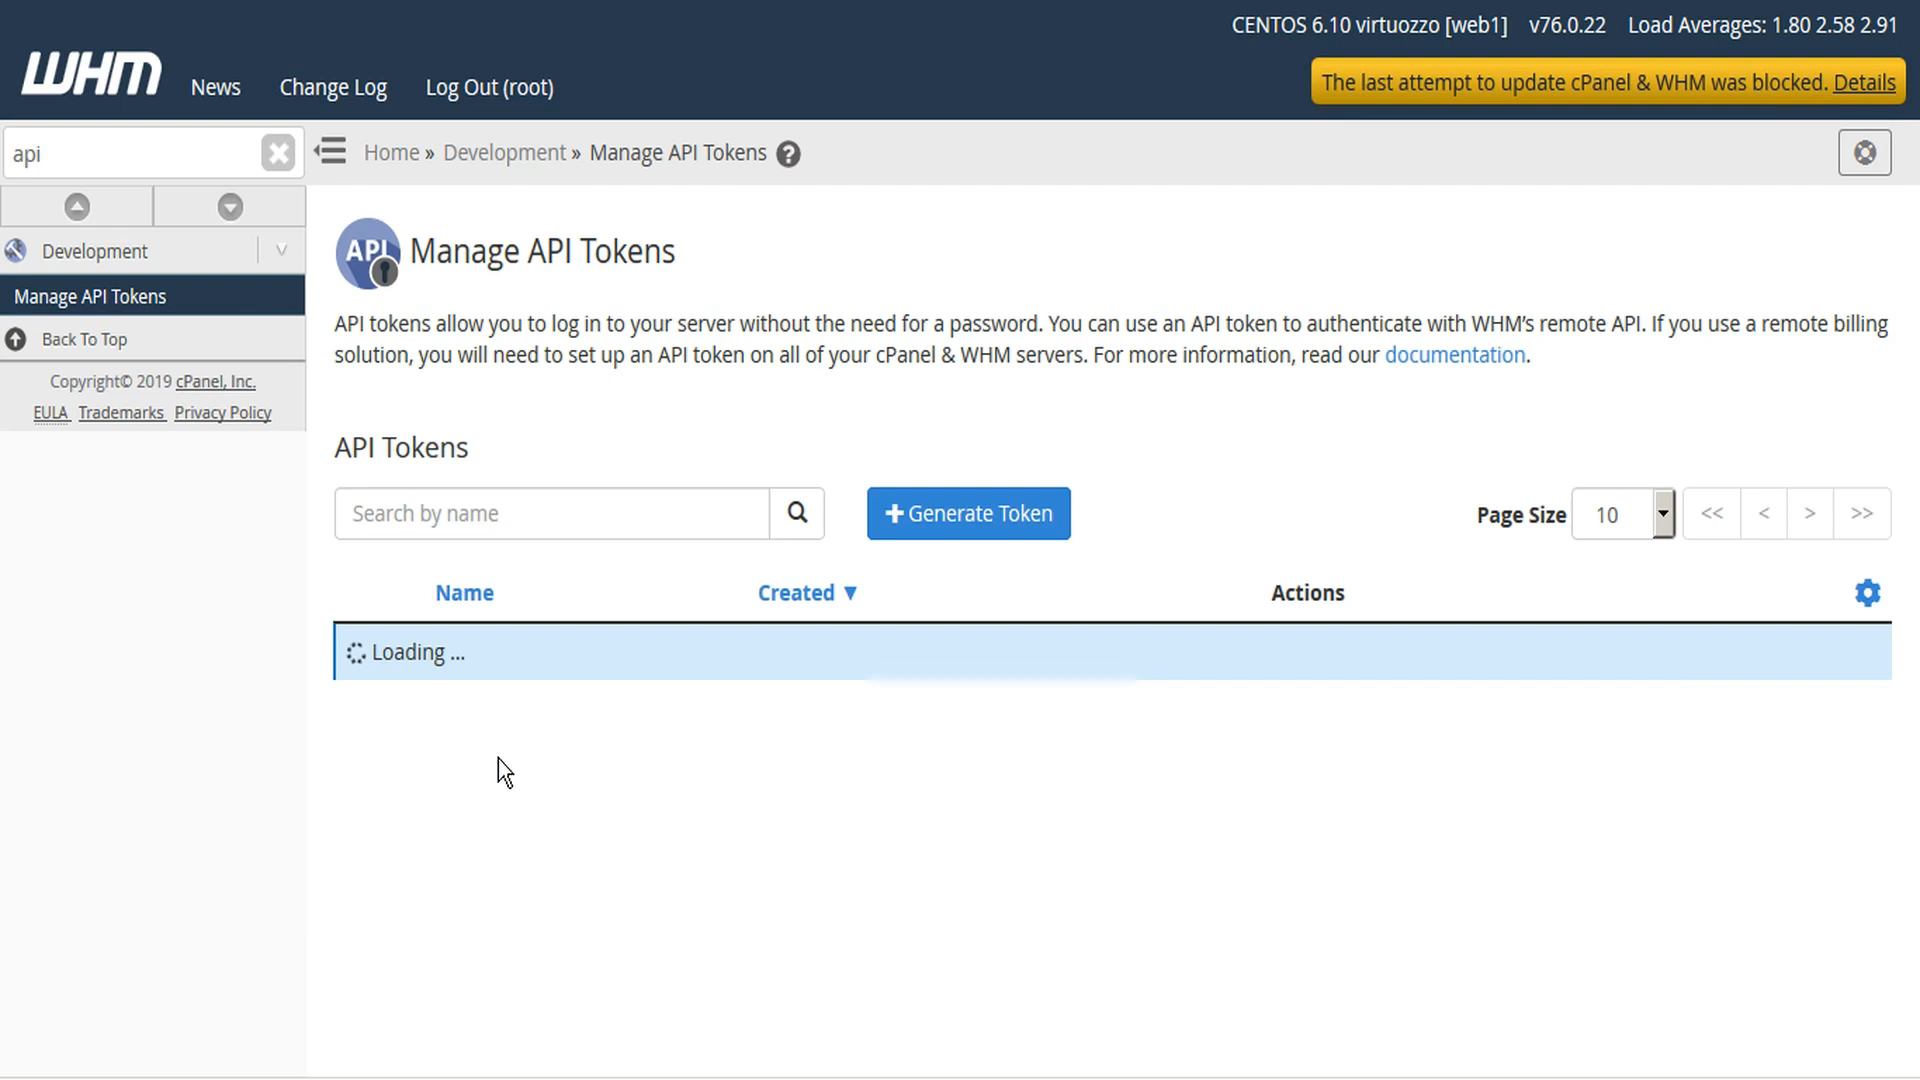 CENTOS 6.10 virtuozzo [web1] v76.0.22 Load Averages: 1.80 2.58 2.91
WHM News Change Log Log Out (root)
The last attempt to update cPanel & WHM was blocked. Details
api
Home » Development » Manage API Tokens ?
Development
Manage API Tokens
Back To Top
Copyright© 2019 cPanel, Inc.
EULA Trademarks Privacy Policy
API Manage API Tokens
API tokens allow you to log in to your server without the need for a password. You can use an API token to authenticate with WHM’s remote API. If you use a remote billing
solution, you will need to set up an API token on all of your cPanel & WHM servers. For more information, read our documentation.
API Tokens
Search by name
+ Generate Token
Page Size 10 << < > >>
Name Created ▼ Actions
Loading ...